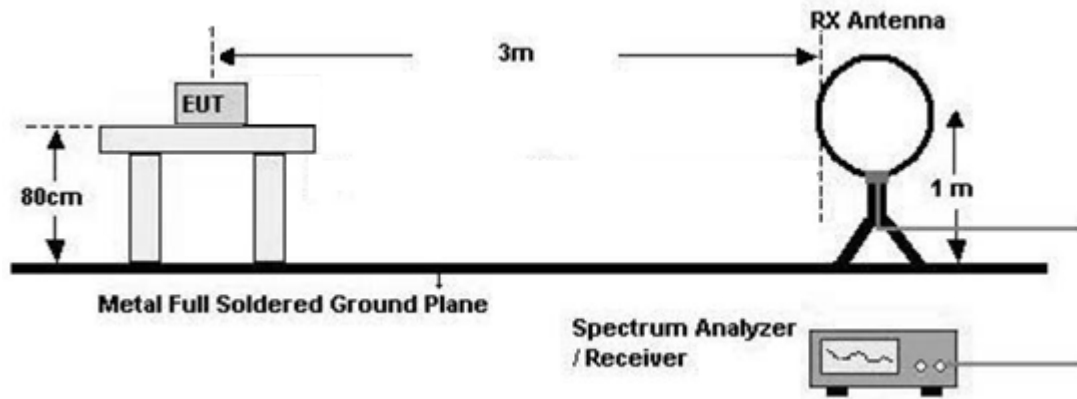 RX Antenna
3m
EUT
80cm
1 m
Metal Full Soldered Ground Plane
Spectrum Analyzer
/ Receiver